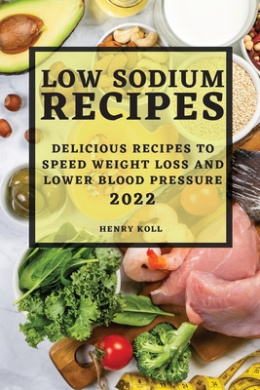 LOW SODIUM
RECIPES
DELICIOUS RECIPES TO
SPEED WEIGHT LOSS AND
LOWER BLOOD PRESSURE
2022
HENRY KOLL